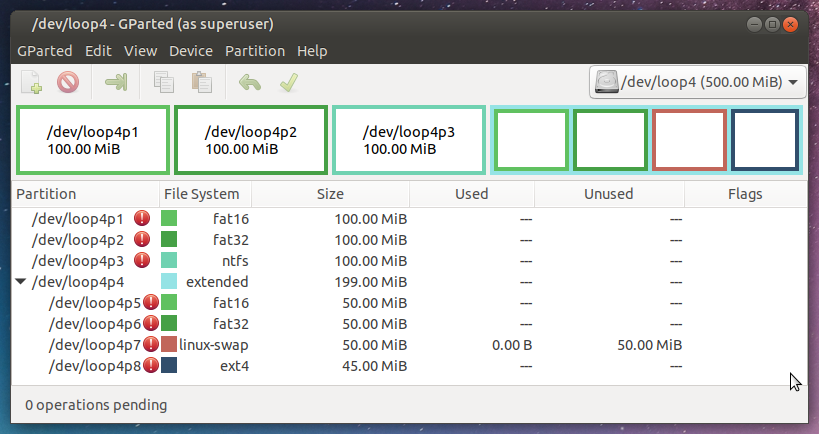 /dev/loop4 - GParted (as superuser)
GParted Edit View Device Partition Help
/dev/loop4 (500.00 MiB)
/dev/loop4p1 /dev/loop4p2 /dev/loop4p3
100.00 MiB 100.00 MiB 100.00 MiB
Partition File System Size Used Unused Flags
/dev/loop4p1 fat16 100.00 MiB --- ---
/dev/loop4p2 fat32 100.00 MiB --- ---
/dev/loop4p3 ntfs 100.00 MiB --- ---
/dev/loop4p4 extended 199.00 MiB --- ---
/dev/loop4p5 fat16 50.00 MiB --- ---
/dev/loop4p6 fat32 50.00 MiB --- ---
/dev/loop4p7 linux-swap 50.00 MiB 0.00 B 50.00 MiB
/dev/loop4p8 ext4 45.00 MiB --- ---
0 operations pending